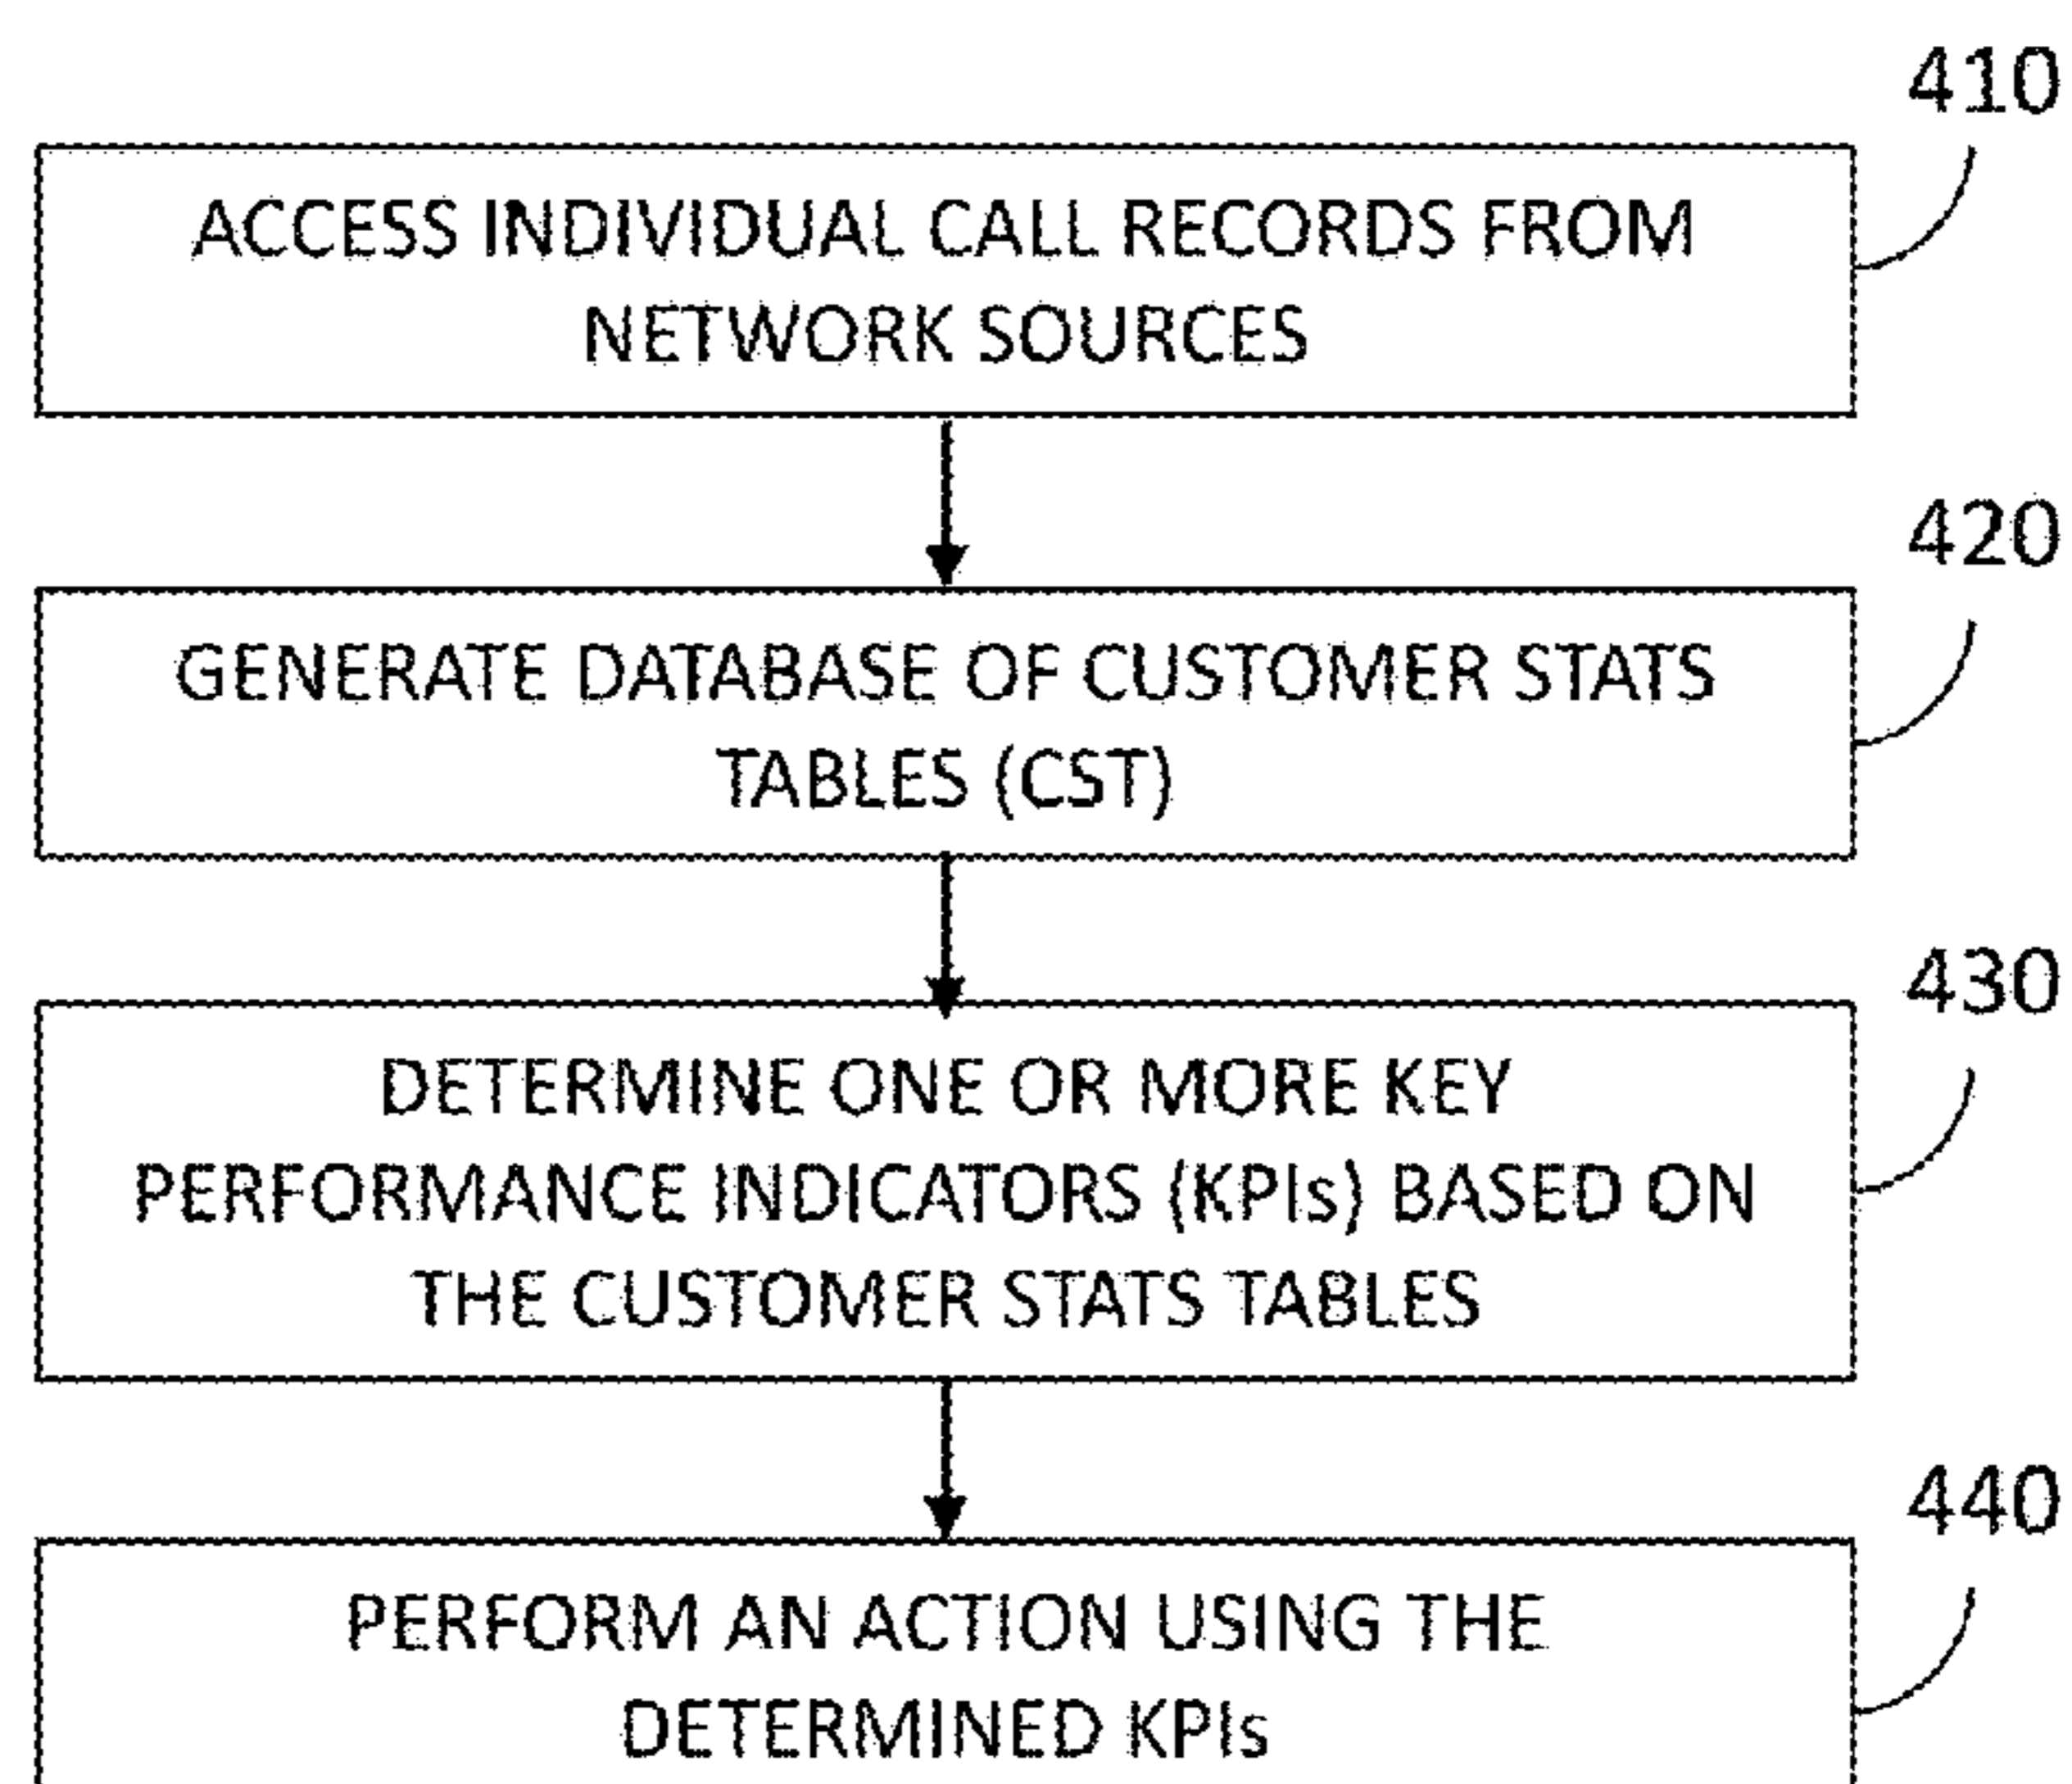 410
ACCESS INDIVIDUAL CALL RECORDS FROM
NETWORK SOURCES
420
GENERATE DATABASE OF CUSTOMER STATS
TABLES (CST)
430
DETERMINE ONE OR MORE KEY
PERFORMANCE INDICATORS (KPIs) BASED ON
THE CUSTOMER STATS TABLES
440
PERFORM AN ACTION USING THE
DETERMINED KPIs